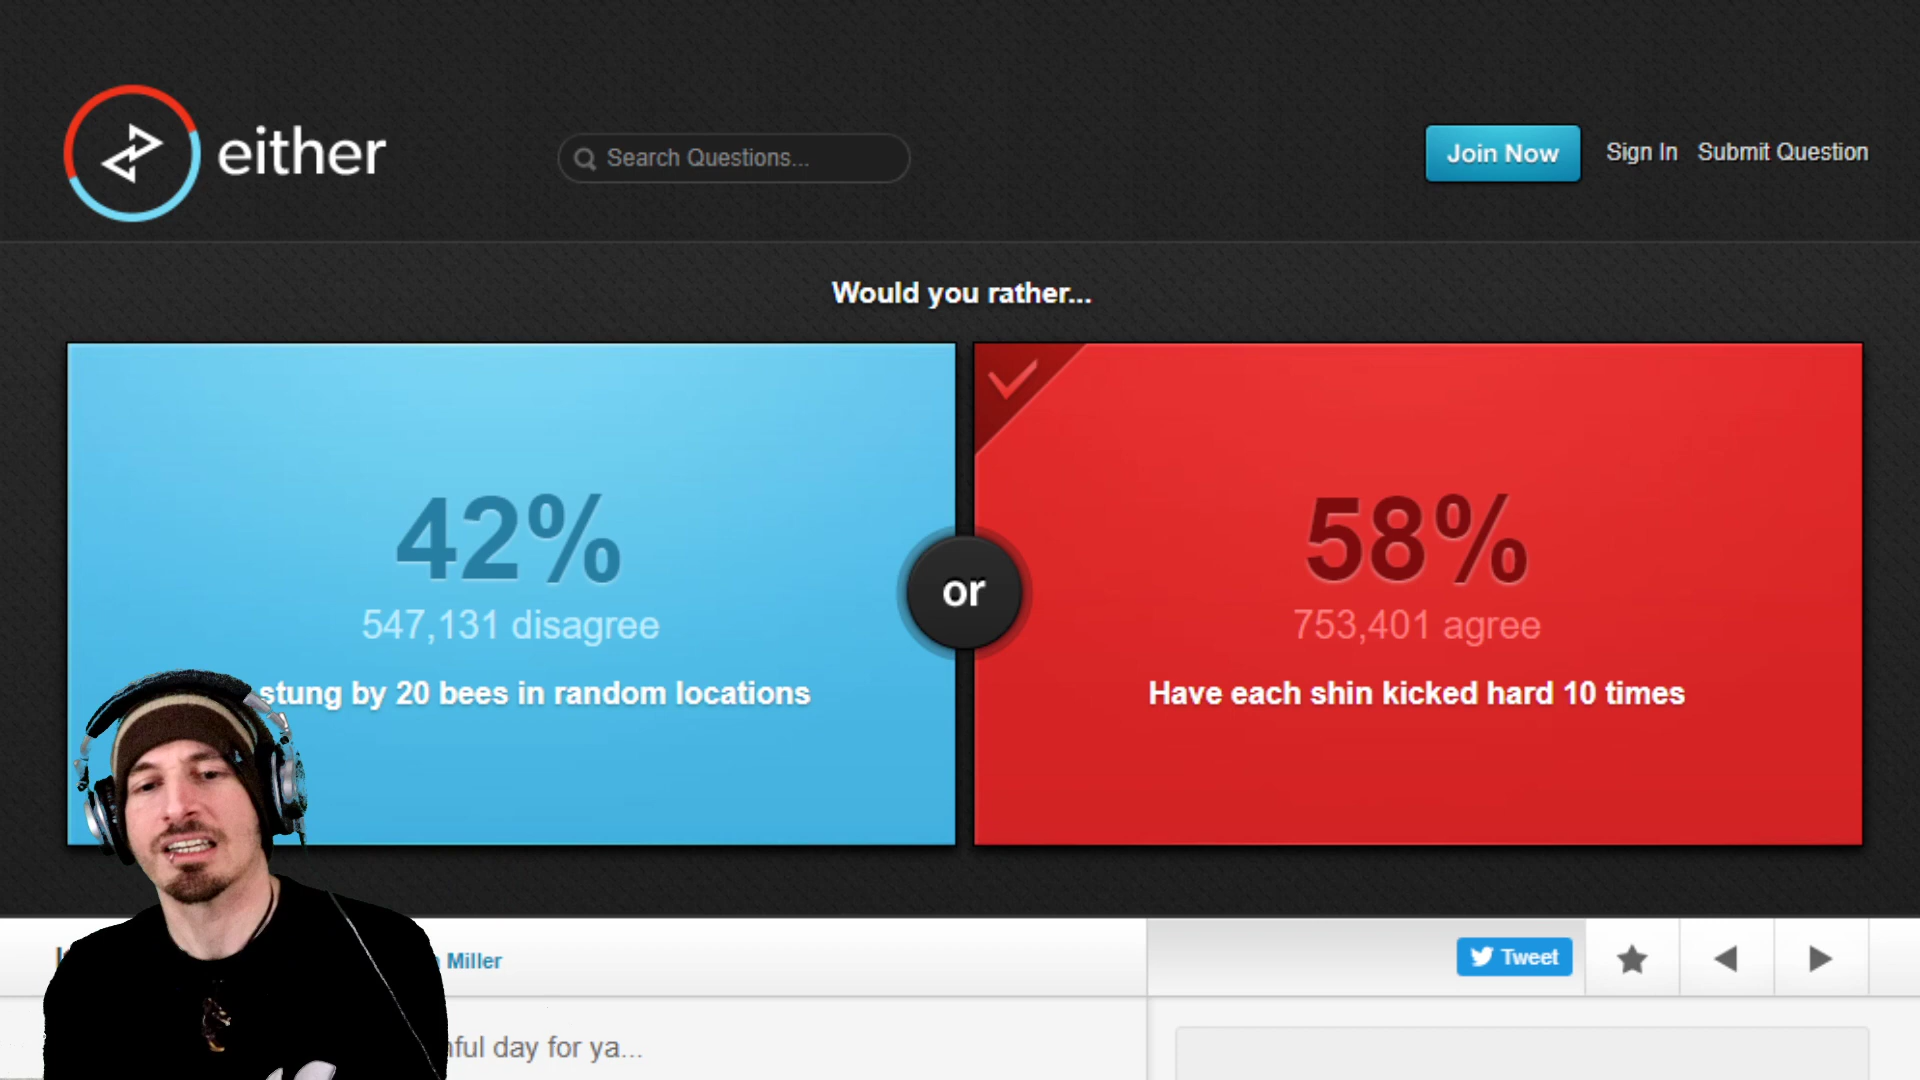 either
Search Questions...
Join Now
Sign In
Submit Question
Would you rather...
42%
547,131 disagree
stung by 20 bees in random locations
or
58%
753,401 agree
Have each shin kicked hard 10 times
Miller
Tweet
day for ya...